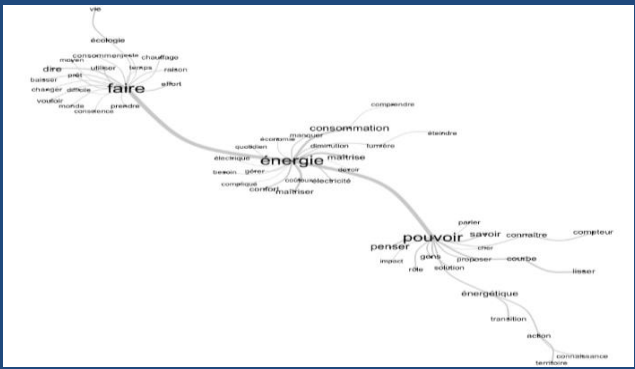 vie
écologie
consommer geste
moyen
chauffage
dire
utiliser
temps
raison
baisser
prêt
effort
changer
difficile
faire
vouloir
monde
prendre
conscience
comprendre
consommation
manquer
éteindre
économie
quotidien
diminution
lumière
électrique
énergie
maîtrise
devoir
besoin
gérer
coûteux
électricité
compliqué
confort
maîtriser
parler
pouvoir
savoir
connaître
compteur
penser
cher
impact
gens
proposer
courbe
rôle
solution
lisser
énergétique
transition
action
connaissance
territoire